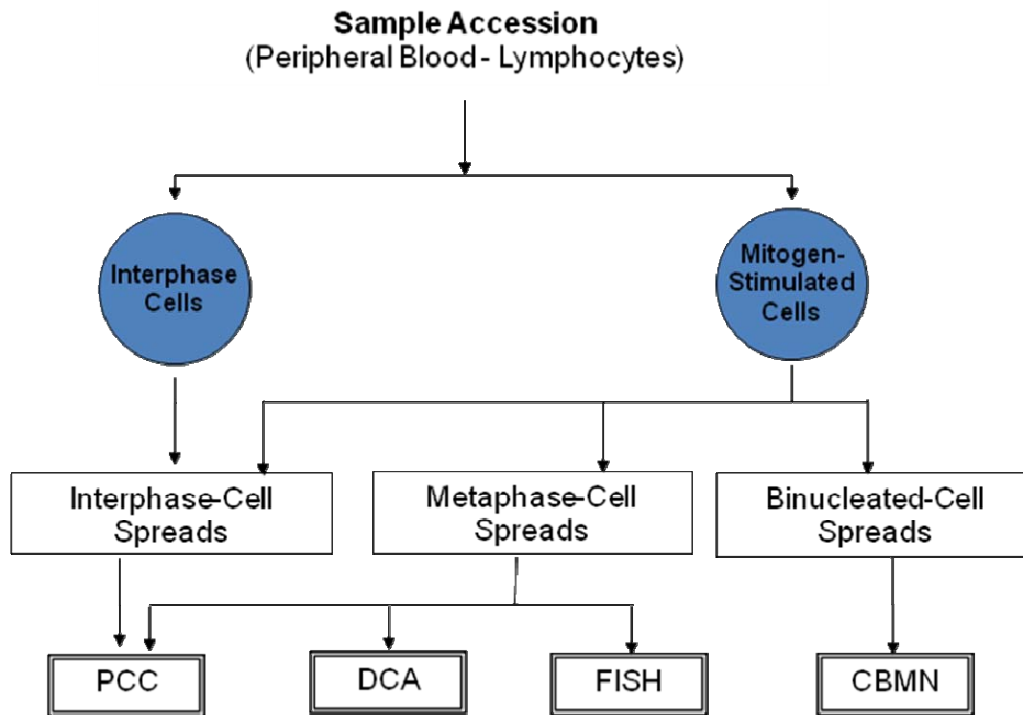 Sample Accession
(Peripheral Blood - Lymphocytes)
Interphase
Cells
Mitogen-
Stimulated
Cells
Interphase-Cell
Spreads
Metaphase-Cell
Spreads
Binucleated-Cell
Spreads
PCC
DCA
FISH
CBMN